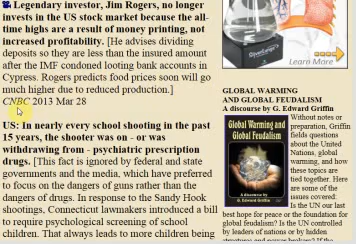 Legendary investor, Jim Rogers, no longer
invests in the US stock market because the all-
time highs are a result of money printing, not
increased profitability. [He advises dividing
deposits so they are less than the insured amount
after the IMF condoned looting bank accounts in
Cypress. Rogers predicts food prices soon will go
much higher due to reduced production.]
CNBC 2013 Mar 28
US: In nearly every school shooting in the past
15 years, the shooter was on - or was
withdrawing from - psychiatric prescription
drugs. [This fact is ignored by federal and state
governments and the media, which have preferred
to focus on the dangers of guns rather than the
dangers of drugs. In response to the Sandy Hook
shootings, Connecticut lawmakers introduced a bill
to require psychological screening of school
children. That always leads to more children being
Learn More
GLOBAL WARMING
AND GLOBAL FEUDALISM
A discourse by G. Edward Griffin
Global Warming and
Global Feudalism
A discourse by
G. Edward Griffin
Without notes or
preparation, Griffin
fields questions
about the United
Nations, global
warming, and how
these topics are
tied together. Here
are some of the
issues covered:
Is the UN our last
best hope for peace or the foundation for
global feudalism? Is the UN controlled
by leaders of nations or by hidden